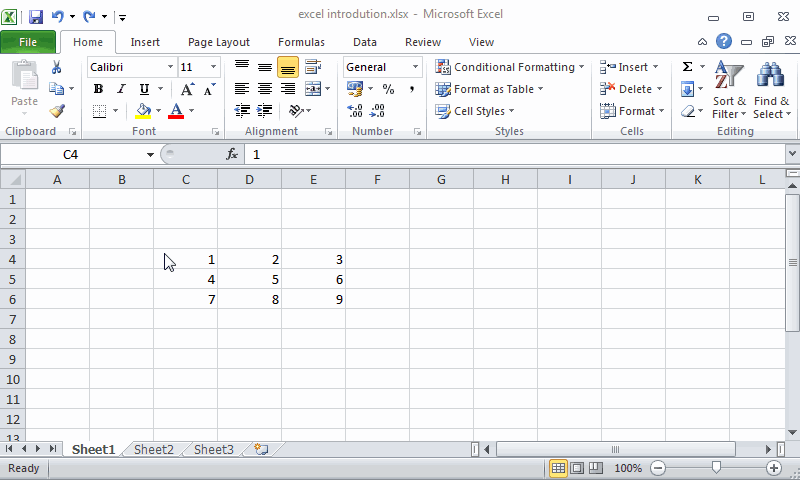 excel introdution.xlsx - Microsoft Excel
File Home Insert Page Layout Formulas Data Review View
Calibri 11 General Conditional Formatting Insert Σ
Paste B I U $ % , Format as Table Delete Sort & Filter Find & Select
A Cell Styles Format
Clipboard Font Alignment Number Styles Cells Editing
C4 fx 1
A B C D E F G H I J K L
1
2
3
4 1 2 3
5 4 5 6
6 7 8 9
7
8
9
10
11
12
13
Sheet1 Sheet2 Sheet3
Ready 100%